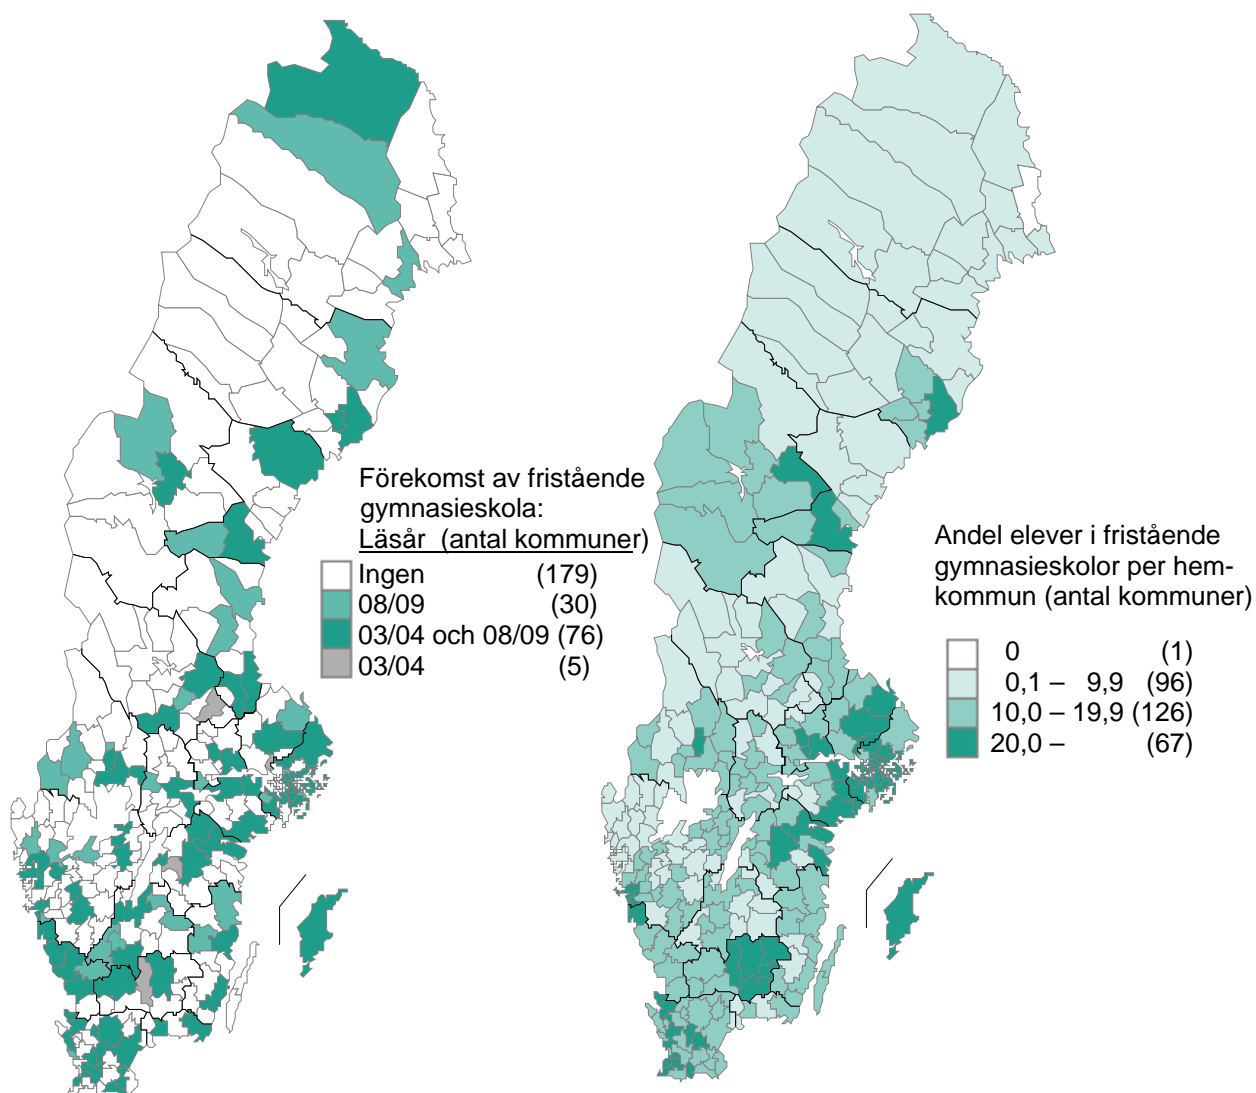 Förekomst av fristående
gymnasieskola:
Läsår (antal kommuner)
Ingen (179)
08/09 (30)
03/04 och 08/09 (76)
03/04 (5)
Andel elever i fristående
gymnasieskolor per hem-
kommun (antal kommuner)
0 (1)
0,1 – 9,9 (96)
10,0 – 19,9 (126)
20,0 – (67)